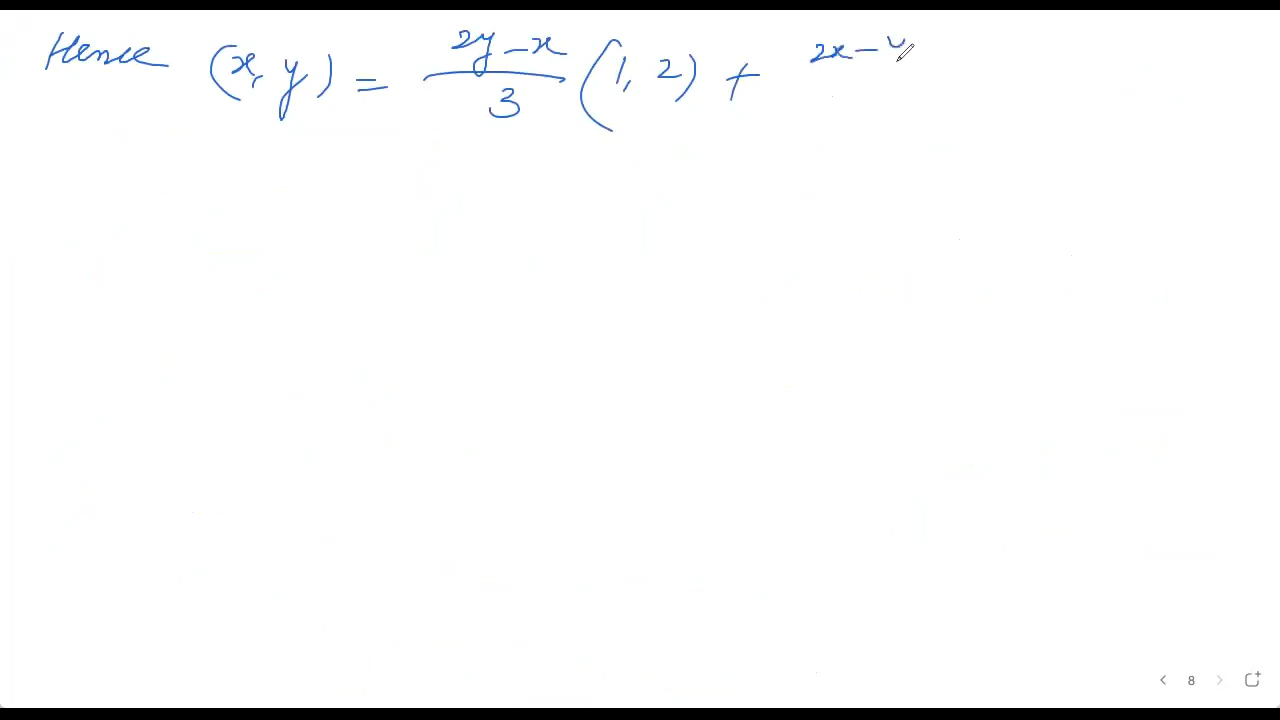 Hence (x, y) = 2y-x/3 (1, 2) + 2x-
8